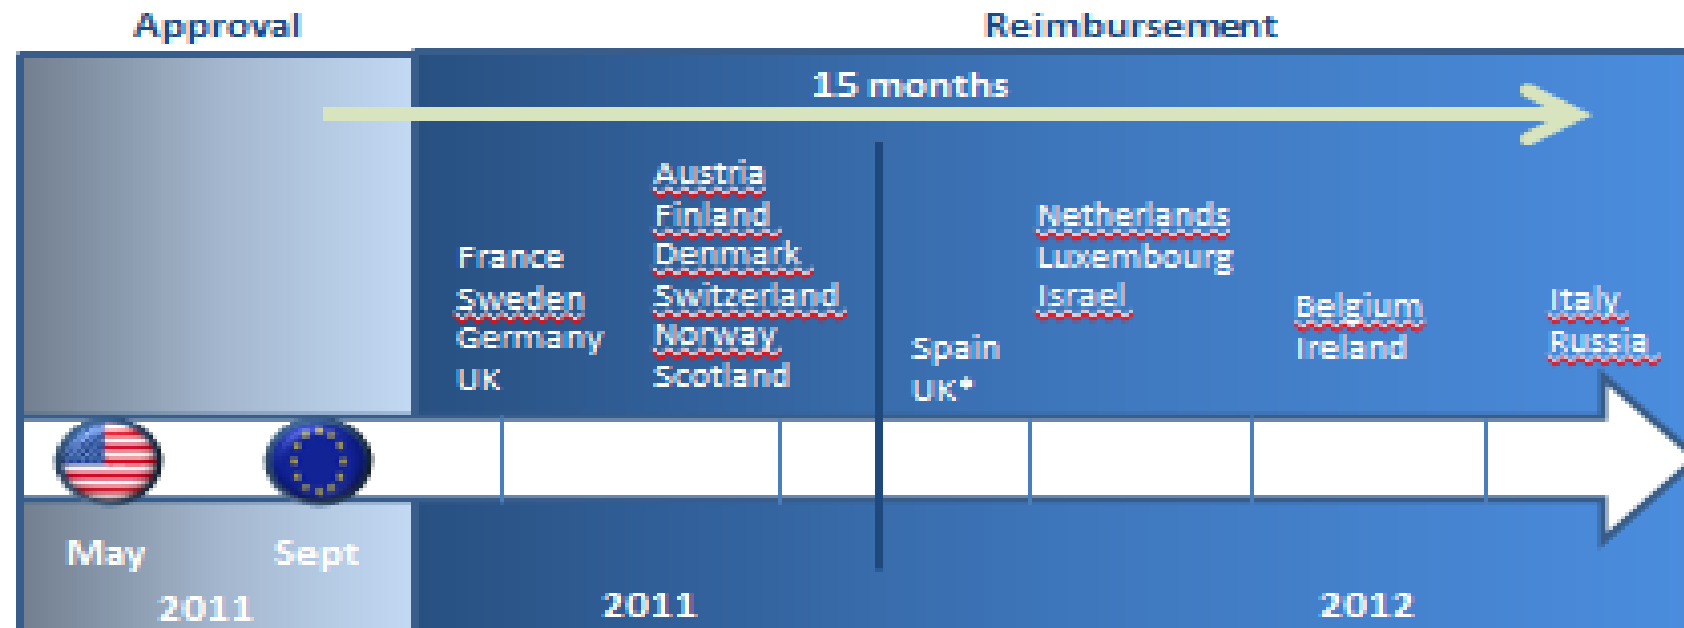 Approval
Reimbursement
15 months
France
Sweden
Germany
UK
Austria
Finland
Denmark
Switzerland
Norway
Scotland
Spain
UK*
Netherlands
Luxembourg
Israel
Belgium
Ireland
Italy
Russia
May
Sept
2011
2011
2012